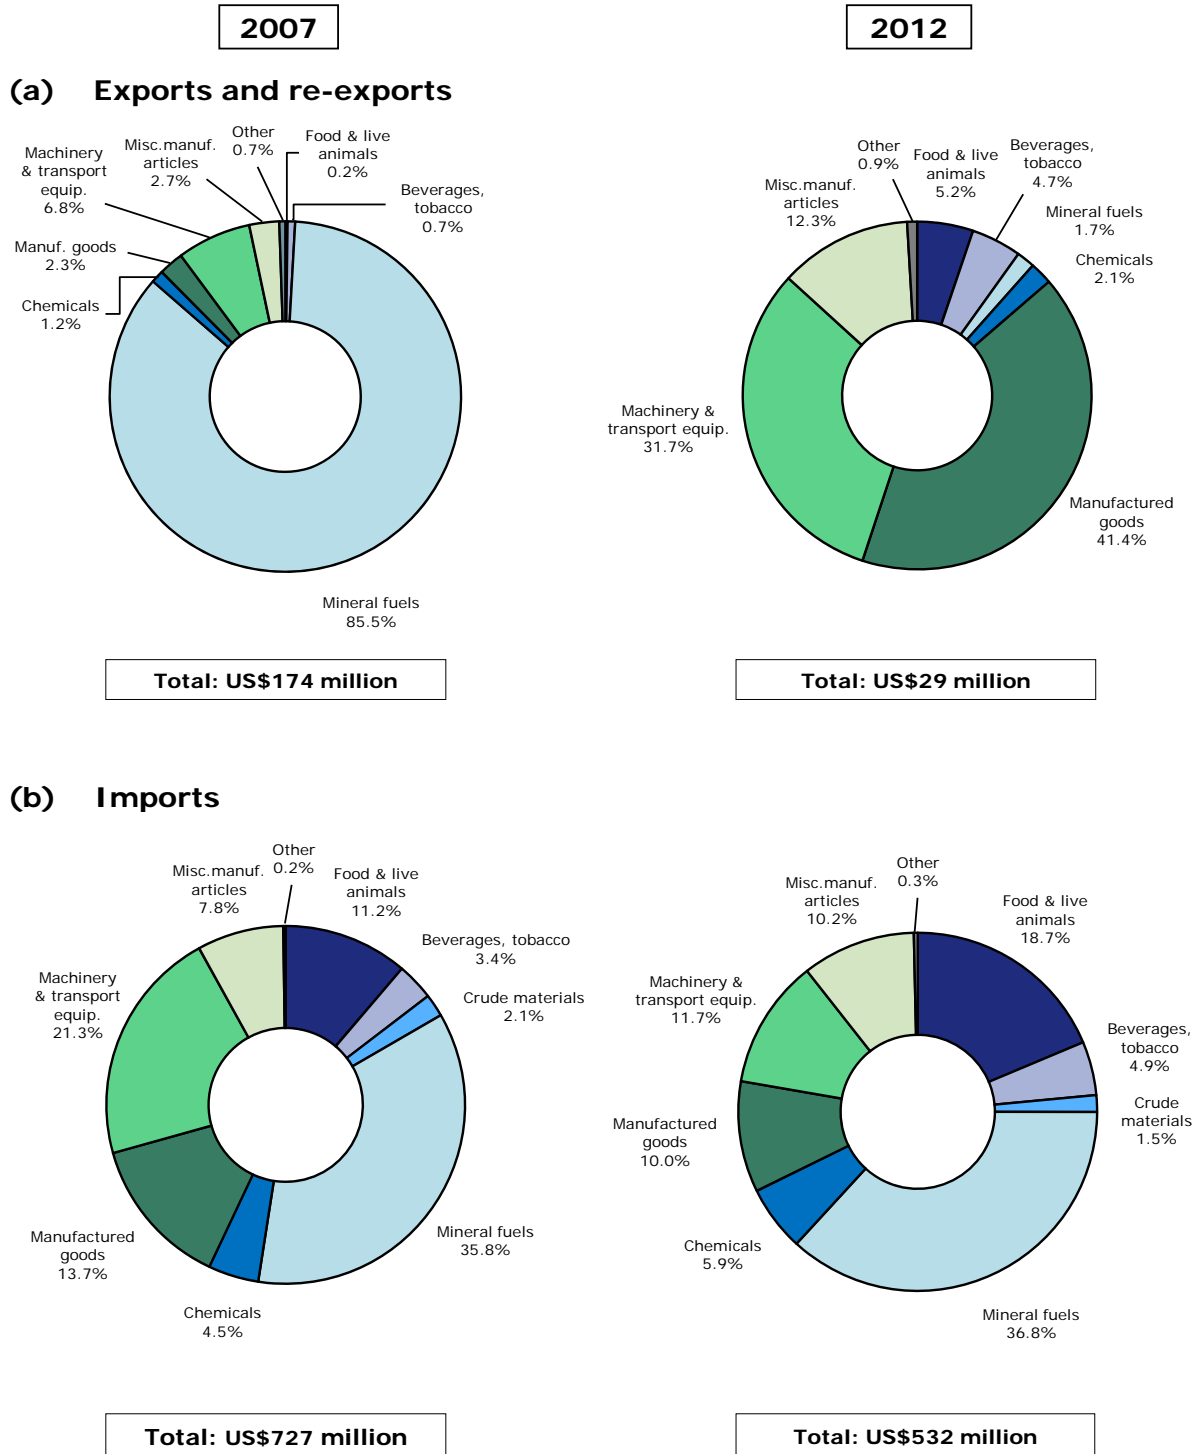 2007
2012
(a) Exports and re-exports
Other
0.7%
Food & live
animals
0.2%
Misc.manuf.
articles
2.7%
Machinery
& transport
equip.
6.8%
Beverages,
tobacco
0.7%
Manuf. goods
2.3%
Chemicals
1.2%
Mineral fuels
85.5%
Total: US$174 million
Other
0.9%
Food & live
animals
5.2%
Beverages,
tobacco
4.7%
Misc.manuf.
articles
12.3%
Mineral fuels
1.7%
Chemicals
2.1%
Machinery &
transport equip.
31.7%
Manufactured
goods
41.4%
Total: US$29 million
(b) Imports
Other
0.2%
Misc.manuf.
articles
7.8%
Food & live
animals
11.2%
Beverages, tobacco
3.4%
Machinery
& transport
equip.
21.3%
Crude materials
2.1%
Manufactured
goods
13.7%
Mineral fuels
35.8%
Chemicals
4.5%
Total: US$727 million
Other
0.3%
Misc.manuf.
articles
10.2%
Food & live
animals
18.7%
Machinery &
transport equip.
11.7%
Beverages,
tobacco
4.9%
Crude
materials
1.5%
Manufactured
goods
10.0%
Chemicals
5.9%
Mineral fuels
36.8%
Total: US$532 million